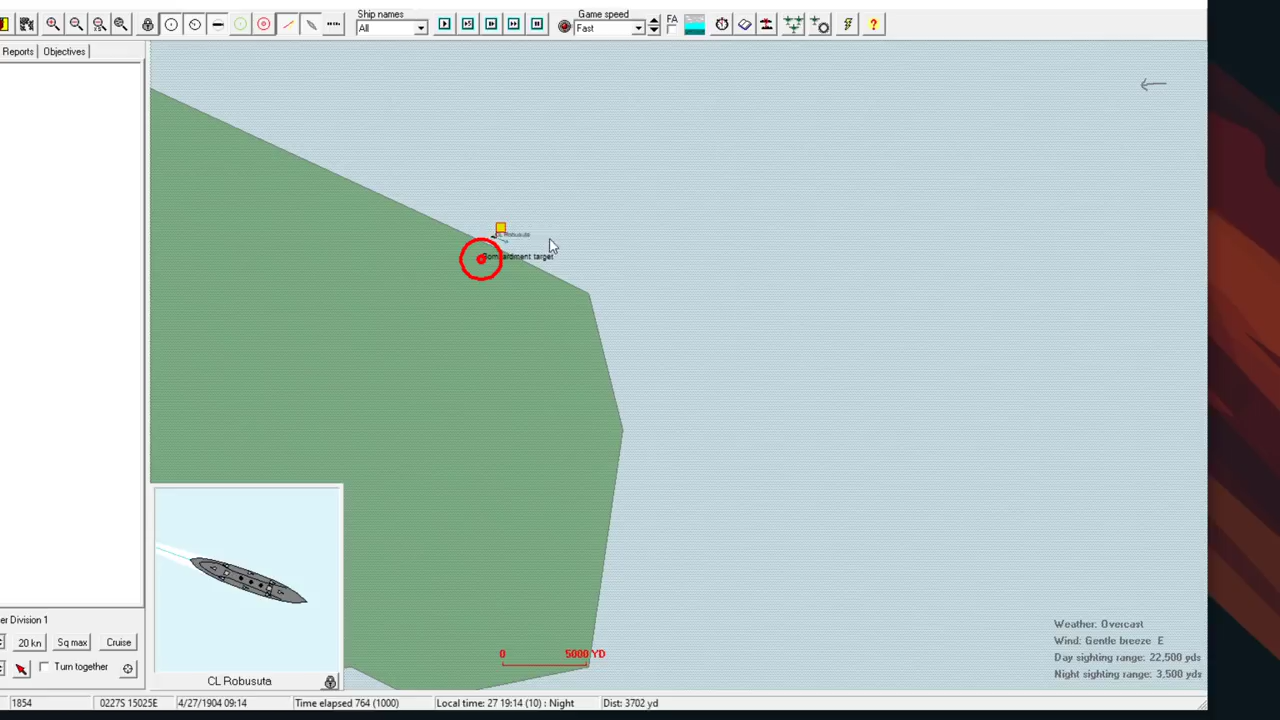 Ship names
Game speed
All
Fast
FA
Reports
Objectives
CL Robusuta
Bombardment target
er Division 1
20 kn
Sq max
Cruise
Turn together
CL Robusuta
0
5000 YD
Weather: Overcast
Wind: Gentle breeze E
Day sighting range: 22,500 yds
Night sighting range: 3,500 yds
1854
0227S 15025E
4/27/1904 09:14
Time elapsed 764 (1000)
Local time: 27 19:14 (10) : Night
Dist: 3702 yd